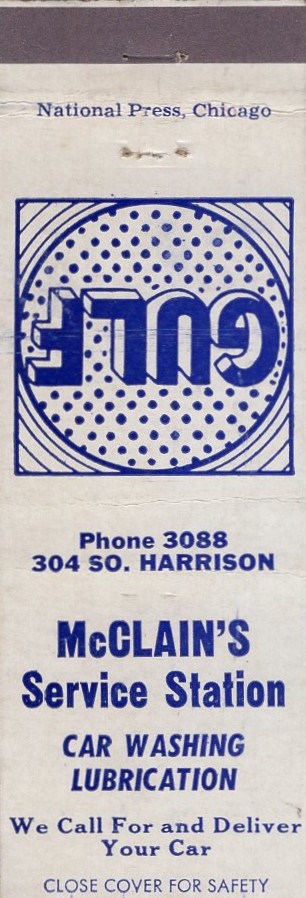 National Press, Chicago
GULF
Phone 3088
304 SO. HARRISON
McCLAIN'S
Service Station
CAR WASHING
LUBRICATION
We Call For and Deliver
Your Car
CLOSE COVER FOR SAFETY